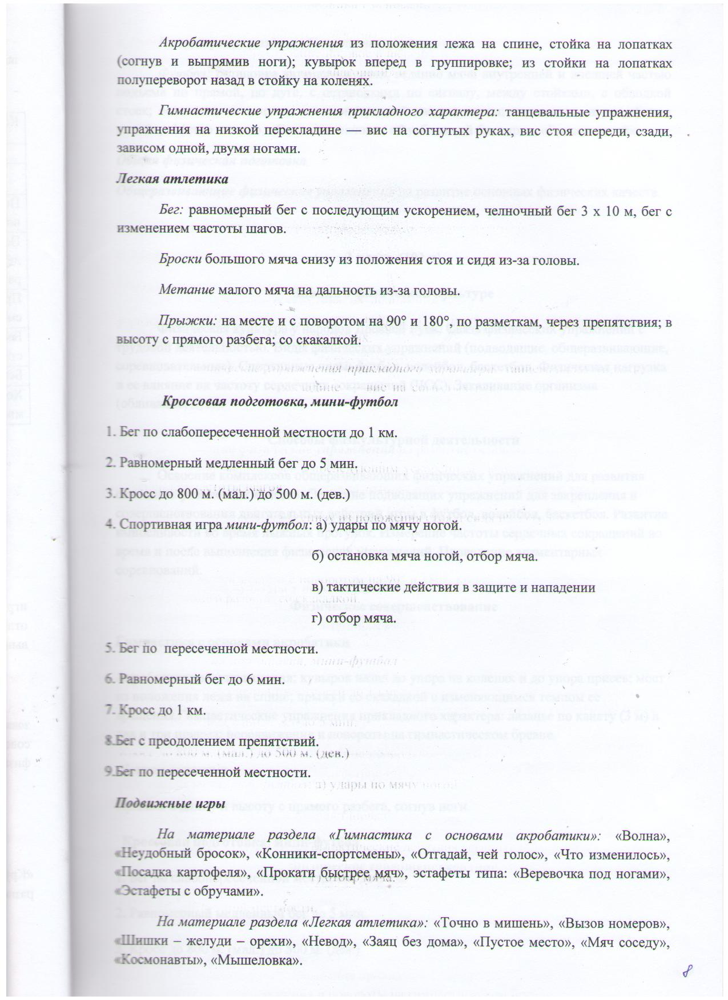 Акробатические упражнения из положения лежа на спине, стойка на лопатках
(согнув и выпрямив ноги); кувырок вперед в группировке; из стойки на лопатках
полупереворот назад в стойку на коленях.
Гимнастические упражнения прикладного характера: танцевальные упражнения,
упражнения на низкой перекладине — вис на согнутых руках, вис стоя спереди, сзади,
зависом одной, двумя ногами.
Легкая атлетика
Бег: равномерный бег с последующим ускорением, челночный бег 3 х 10 м, бег с
изменением частоты шагов.
Броски большого мяча снизу из положения стоя и сидя из-за головы.
Метание малого мяча на дальность из-за головы.
Прыжки: на месте и с поворотом на 90° и 180°, по разметкам, через препятствия; в
высоту с прямого разбега; со скакалкой.
Кроссовая подготовка, мини-футбол
1. Бег по слабопересеченной местности до 1 км.
2. Равномерный медленный бег до 5 мин.
3. Кросс до 800 м. (мал.) до 500 м. (дев.)
4. Спортивная игра мини-футбол: а) удары по мячу ногой.
б) остановка мяча ногой, отбор мяча.
в) тактические действия в защите и нападении
г) отбор мяча.
5. Бег по пересеченной местности.
6. Равномерный бег до 6 мин.
7. Кросс до 1 км.
8.Бег с преодолением препятствий.
9.Бег по пересеченной местности.
Подвижные игры
На материале раздела «Гимнастика с основами акробатики»: «Волна»,
«Неудобный бросок», «Конники-спортсмены», «Отгадай, чей голос», «Что изменилось»,
«Посадка картофеля», «Прокати быстрее мяч», эстафеты типа: «Веревочка под ногами»,
«Эстафеты с обручами».
На материале раздела «Легкая атлетика»: «Точно в мишень», «Вызов номеров»,
«Шишки – желуди – орехи», «Невод», «Заяц без дома», «Пустое место», «Мяч соседу»,
«Космонавты», «Мышеловка».
8